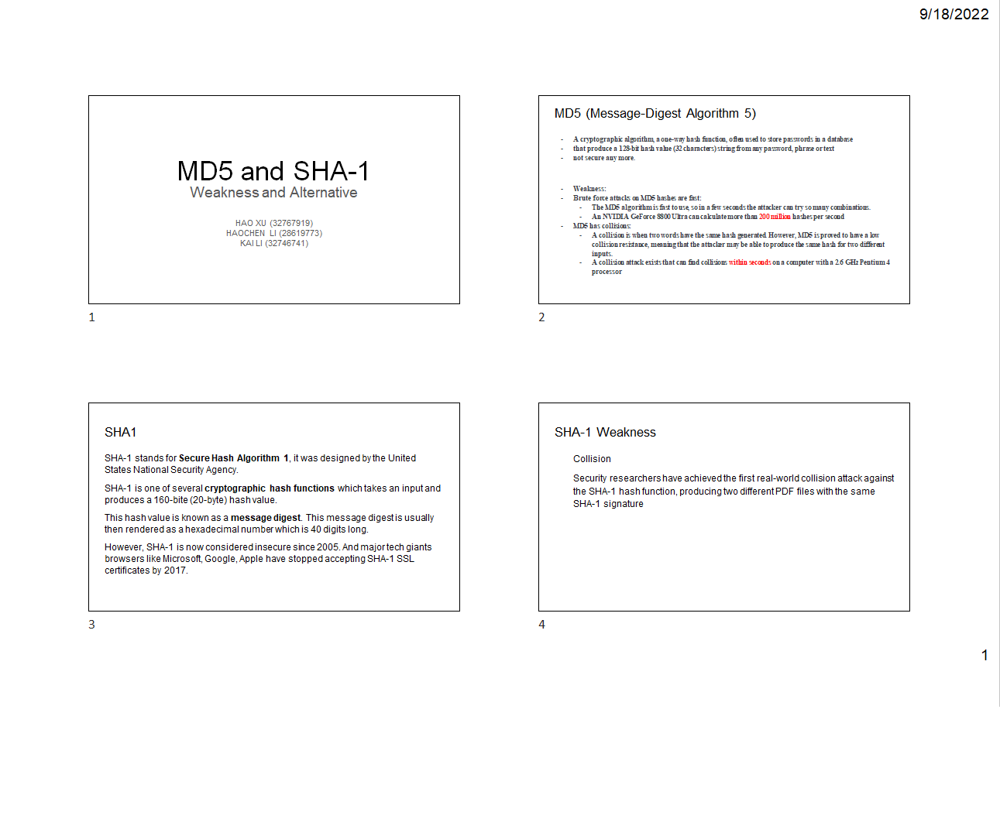 9/18/2022
MD5 and SHA-1
Weakness and Alternative
HAO XU (32767919)
HAOCHEN LI (28619773)
KAI LI (32746741)
1
MD5 (Message-Digest Algorithm 5)
- A cryptographic algorithm, a one-way hash function, often used to store passwords in a database
- that produce a 128-bit hash value (32 characters) string from any password, phrase or text
- not secure any more.
- Weakness:
- Brute force attacks on MD5 hashes are fast:
- The MD5 algorithm is fast to use, so in a few seconds the attacker can try so many combinations.
- An NVIDIA GeForce 8800 Ultra can calculate more than 200 million hashes per second
- MD5 has collisions:
- A collision is when two words have the same hash generated. However, MD5 is proved to have a low
collision resistance, meaning that the attacker may be able to produce the same hash for two different
inputs.
- A collision attack exists that can find collisions within seconds on a computer with a 2.6 GHz Pentium 4
processor
2
SHA1
SHA-1 stands for Secure Hash Algorithm 1, it was designed by the United
States National Security Agency.
SHA-1 is one of several cryptographic hash functions which takes an input and
produces a 160-bite (20-byte) hash value.
This hash value is known as a message digest. This message digest is usually
then rendered as a hexadecimal number which is 40 digits long.
However, SHA-1 is now considered insecure since 2005. And major tech giants
browsers like Microsoft, Google, Apple have stopped accepting SHA-1 SSL
certificates by 2017.
3
SHA-1 Weakness
Collision
Security researchers have achieved the first real-world collision attack against
the SHA-1 hash function, producing two different PDF files with the same
SHA-1 signature
4
1